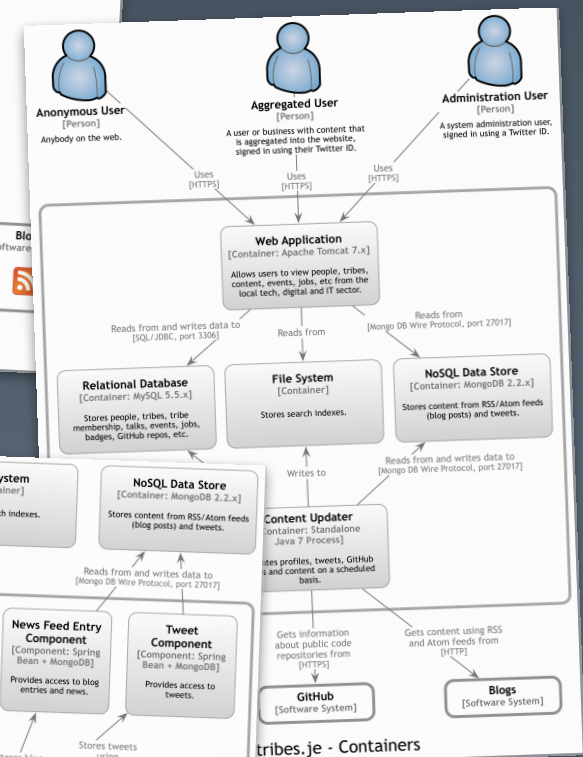 Anonymous User
[Person]
Anybody on the web.
Aggregated User
[Person]
A user or business with content that
is aggregated into the website,
signed in using their Twitter ID.
Administration User
[Person]
A system administration user,
signed in using a Twitter ID.
Uses
[HTTPS]
Uses
[HTTPS]
Uses
[HTTPS]
Web Application
[Container: Apache Tomcat 7.x]
Allows users to view people, tribes,
content, events, jobs, etc from the
local tech, digital and IT sector.
Reads from and writes data to
[SQL/JDBC, port 3306]
Reads from
Reads from
[Mongo DB Wire Protocol, port 27017]
Relational Database
[Container: MySQL 5.5.x]
Stores people, tribes, tribe
membership, talks, events, jobs,
badges, GitHub repos, etc.
File System
[Container]
Stores search indexes.
NoSQL Data Store
[Container: MongoDB 2.2.x]
Stores content from RSS/Atom feeds
(blog posts) and tweets.
Writes to
Reads from and writes data to
[Mongo DB Wire Protocol, port 27017]
Content Updater
Container: Standalone
Java 7 Process]
tes profiles, tweets, GitHub
s and content on a scheduled
basis.
Gets information
about public code
repositories from
[HTTPS]
Gets content using RSS
and Atom feeds from
[HTTP]
GitHub
[Software System]
Blogs
[Software System]
tribes.je - Containers
Blo
oftware
ystem
ainer]
ch indexes.
NoSQL Data Store
[Container: MongoDB 2.2.x]
Stores content from RSS/Atom feeds
(blog posts) and tweets.
Reads from and writes data to
[Mongo DB Wire Protocol, port 27017]
News Feed Entry
Component
[Component: Spring
Bean + MongoDB]
Provides access to blog
entries and news.
Tweet
Component
[Component: Spring
Bean + MongoDB]
Provides access to
tweets.
Stores tweets
using